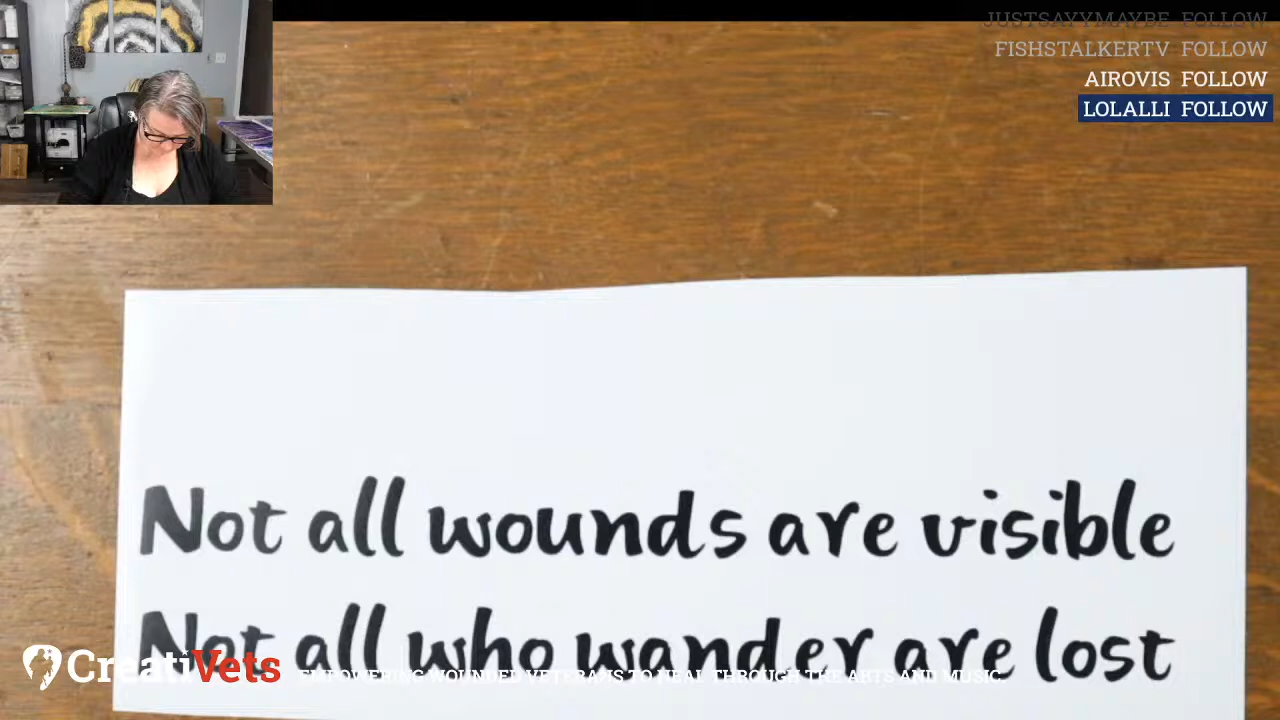 JUSTSAYYMAYBE FOLLOW
FISHSTALKERTV FOLLOW
AIROVIS FOLLOW
LOLALLI FOLLOW
Not all wounds are visible
Not all who wander are lost
CreatiVets
EMPOWERING WOUNDED VETERANS TO HEAL THROUGH THE ARTS AND MUSIC.